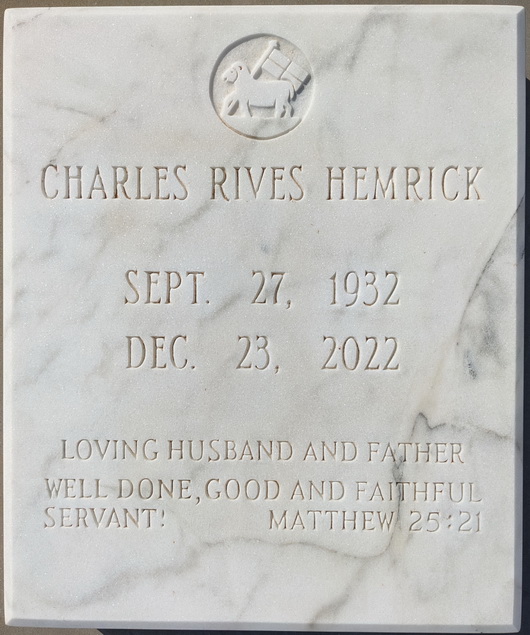 CHARLES RIVES HEMRICK
SEPT. 27, 1932
DEC. 23, 2022
LOVING HUSBAND AND FATHER
WELL DONE, GOOD AND FAITHFUL
SERVANT! MATTHEW 25:21